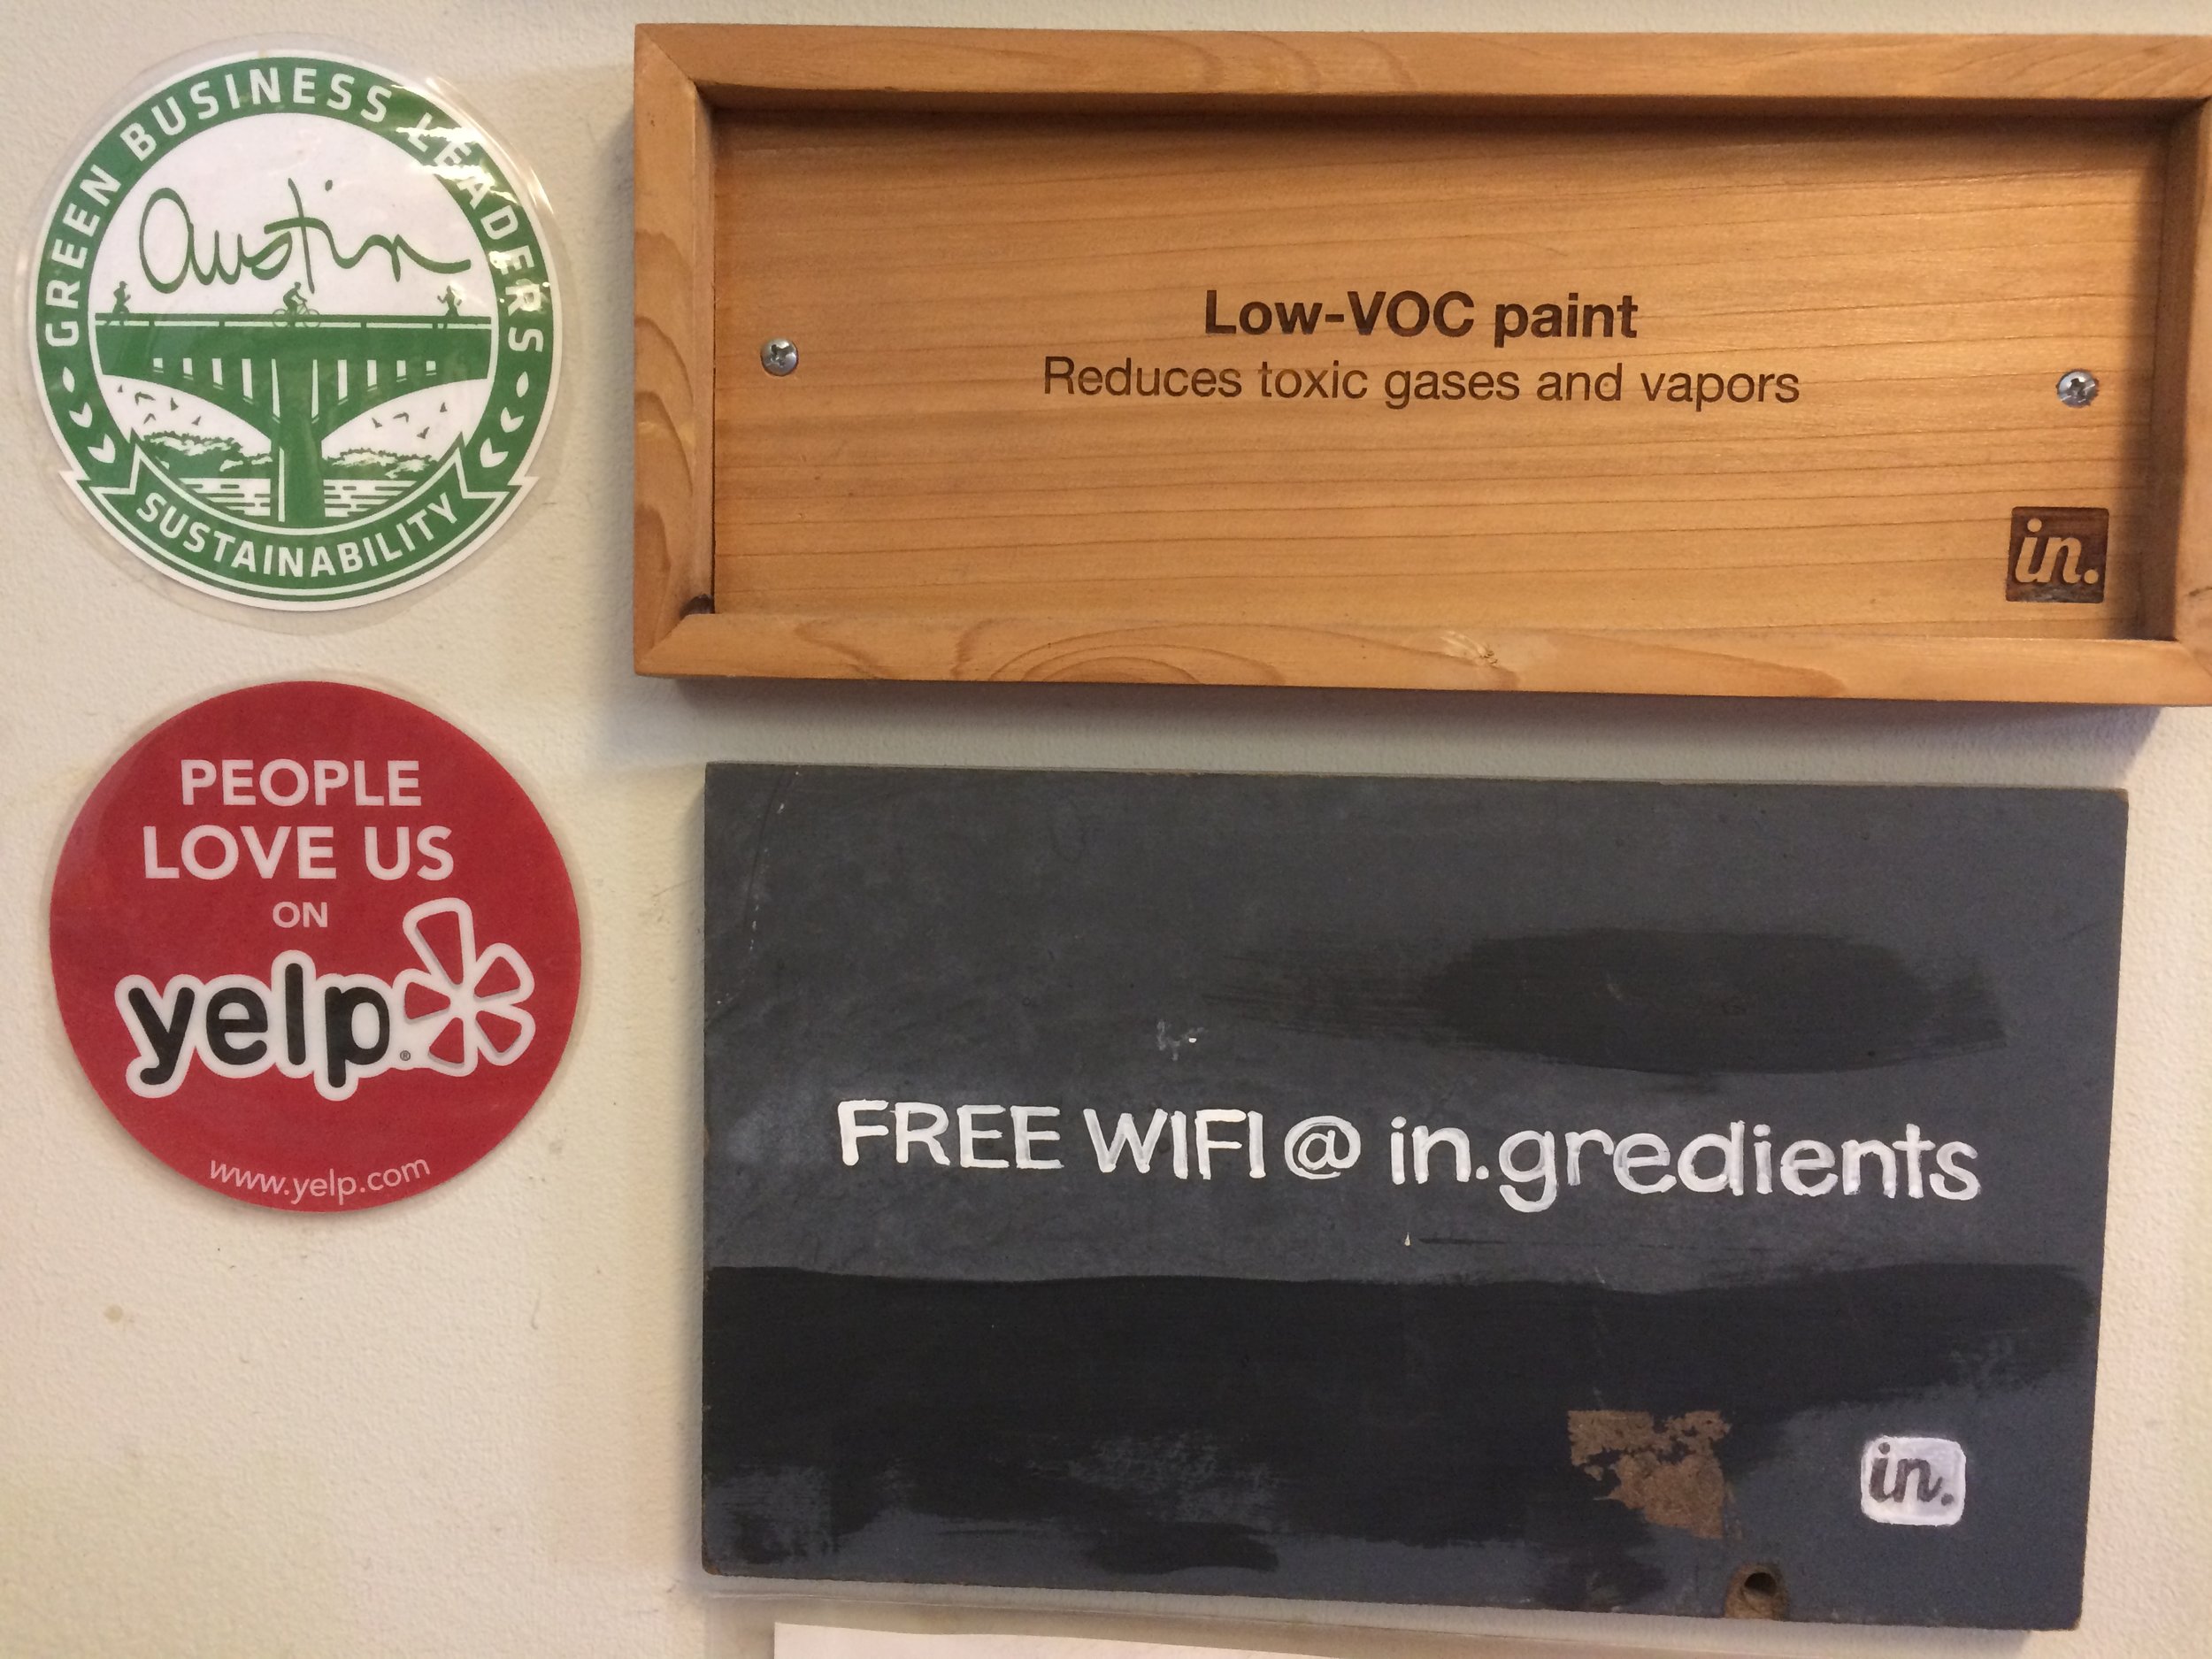 GREEN BUSINESS LEADERS
Austin
SUSTAINABILITY
Low-VOC paint
Reduces toxic gases and vapors
in.
PEOPLE
LOVE US
ON
yelp®
www.yelp.com
FREE WIFI @ in.gredients
in.